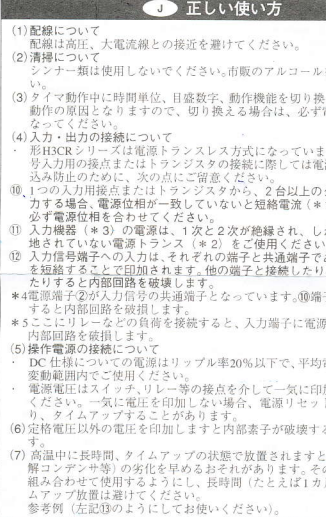 J 正しい使い方
(1)配線について
配線は高圧、大電流線との接近を避けてください。
(2)清掃について
シンナー類は使用しないでください。市販のアルコール
い。
(3)タイマ動作中に時間単位、目盛数字、動作機能を切り換
動作の原因となりますので、切り換える場合は、必ず電
なってください。
(4)入力・出力の接続について
・ 形H3CRシリーズは電源トランスレス方式になっていま
号入力用の接点またはトランジスタの接続に際しては電源
込み防止のために、次の点にご留意ください。
⑩ 1つの入力用接点またはトランジスタから、2台以上の
力する場合、電源位相が一致していないと短絡電流(*
必ず電源位相を合わせてください。
⑪ 入力機器(*3)の電源は、1次と2次が絶縁され、し
地されていない電源トランス(*2)をご使用ください
⑫ 入力信号端子への入力は、それぞれの端子と共通端子で
を短絡することで印加されます。他の端子と接続したり
たりすると内部回路を破壊します。
*4電源端子②が入力信号の共通端子となっています。⑩端子
すると内部回路を破損します。
*5ここにリレーなどの負荷を接続すると、入力端子に電源
内部回路を破損します。
(5)操作電源の接続について
・ DC 仕様についての電源はリップル率20%以下で、平均電
変動範囲内でご使用ください。
電源電圧はスイッチ、リレー等の接点を介して一気に印加
ください。一気に電圧を印加しない場合、電源リセット
り、タイムアップすることがあります。
(6)定格電圧以外の電圧を印加しますと内部素子が破壊する
す。
(7)高温中に長時間、タイムアップの状態で放置されますと
解コンデンサ等)の劣化を早めるおそれがあります。その
組み合わせて使用するようにし、長時間(たとえば1カ月
ムアップ放置は避けてください。
参考例(左記⑬のようにしてお使いください)。